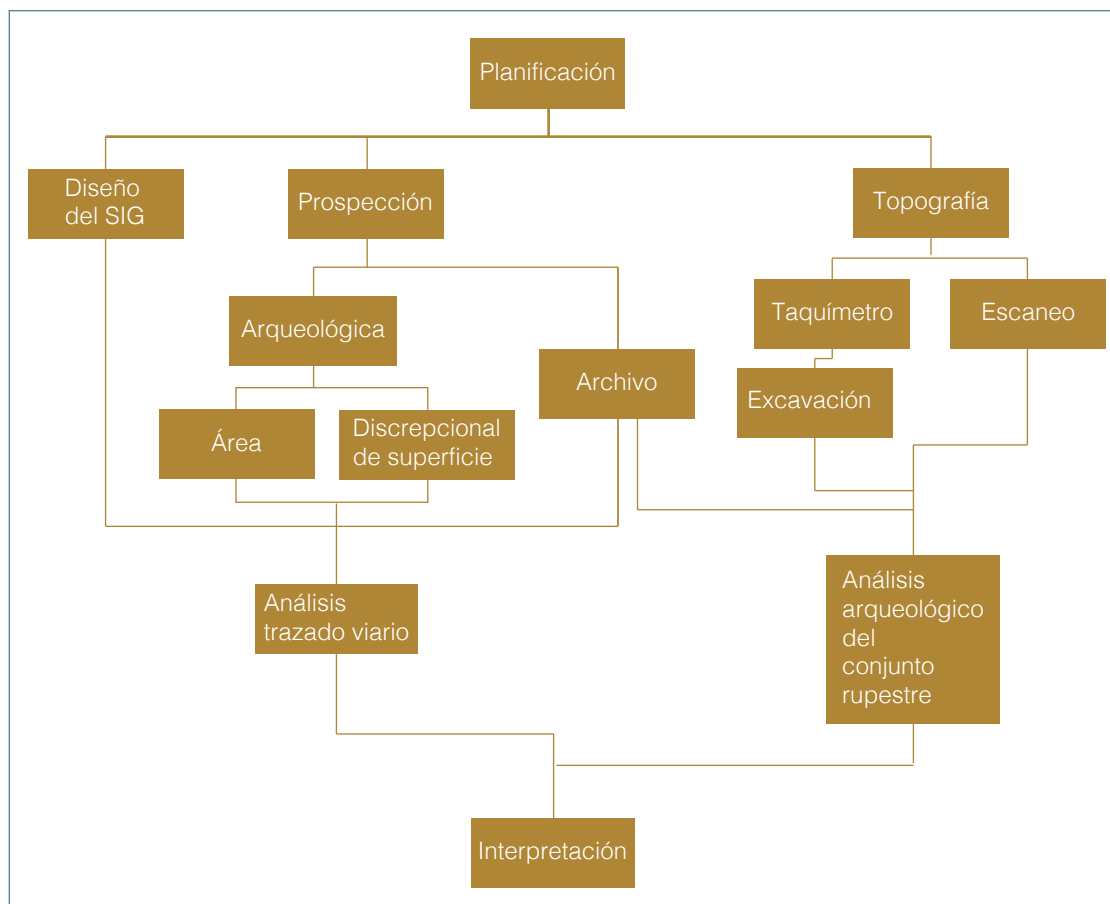 Planificación
Diseño
del SIG
Prospección
Topografía
Arqueológica
Taquímetro
Escaneo
Archivo
Excavación
Área
Discrepcional
de superficie
Análisis
trazado viario
Análisis
arqueológico
del
conjunto
rupestre
Interpretación